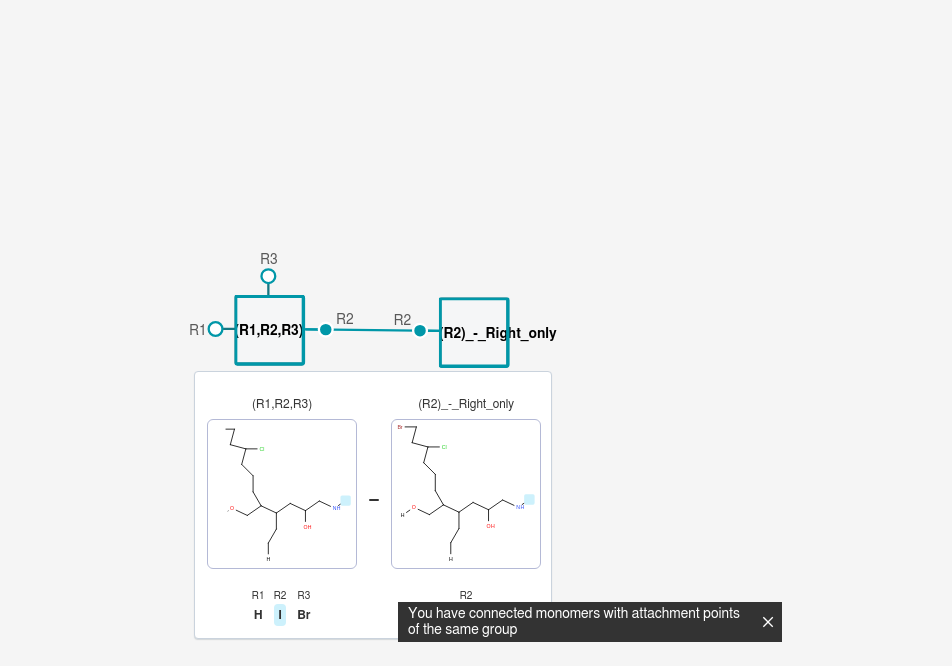 R3
R1 (R1,R2,R3) R2 R2 (R2)_-_Right_only
(R1,R2,R3) (R2)_-_Right_only
Cl Br Cl
O NH O H NH
OH OH
H H
–
R1 R2 R3 R2
H I Br
You have connected monomers with attachment points
of the same group